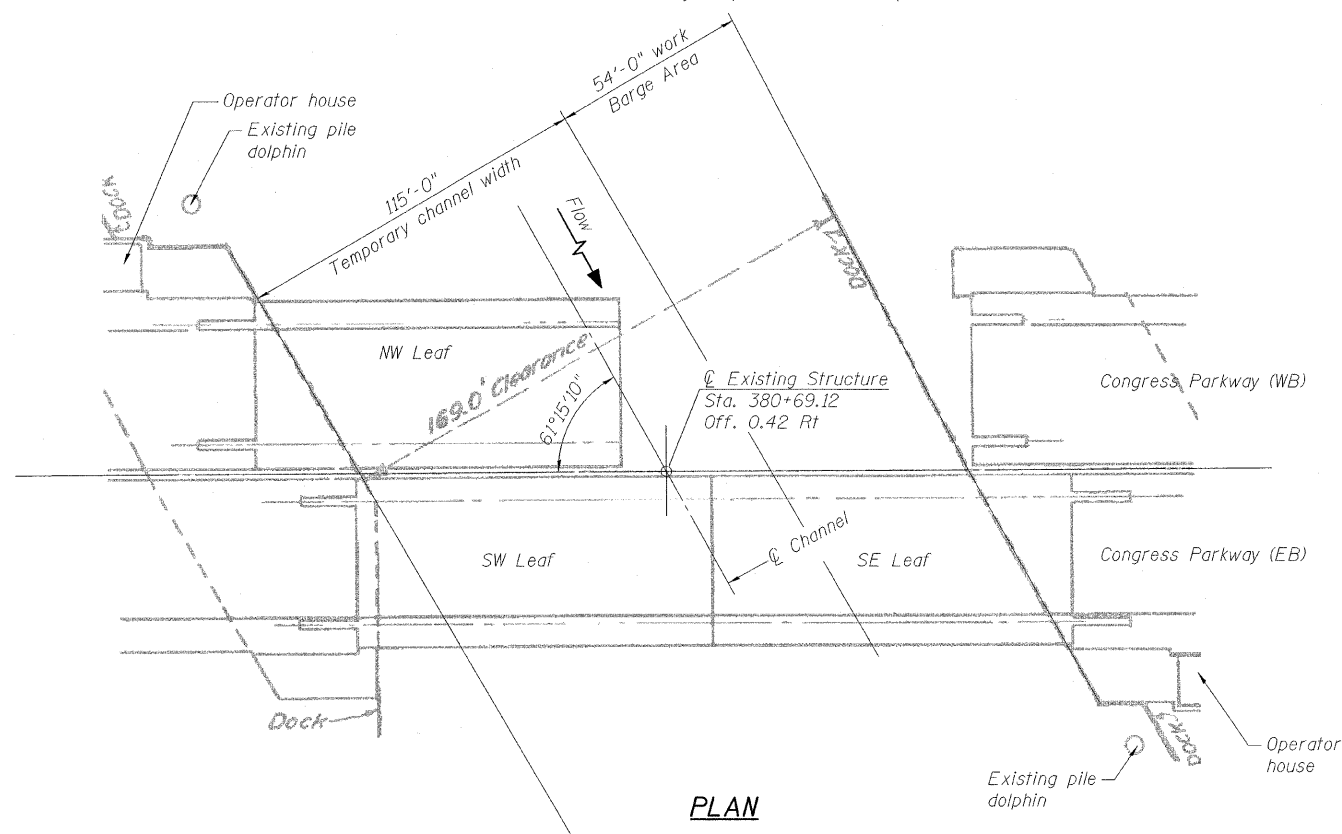 54'-0" work
Barge Area
Operator house
Existing pile
dolphin
115'-0"
Temporary channel width
Flow
DOCK
DOCK
NW Leaf
169.0' Clearance
61°15'10"
℄ Existing Structure
Sta. 380+69.12
Off. 0.42 Rt
Congress Parkway (WB)
℄ Channel
SW Leaf
SE Leaf
Congress Parkway (EB)
Dock
DOCK
Operator
house
Existing pile
dolphin
PLAN